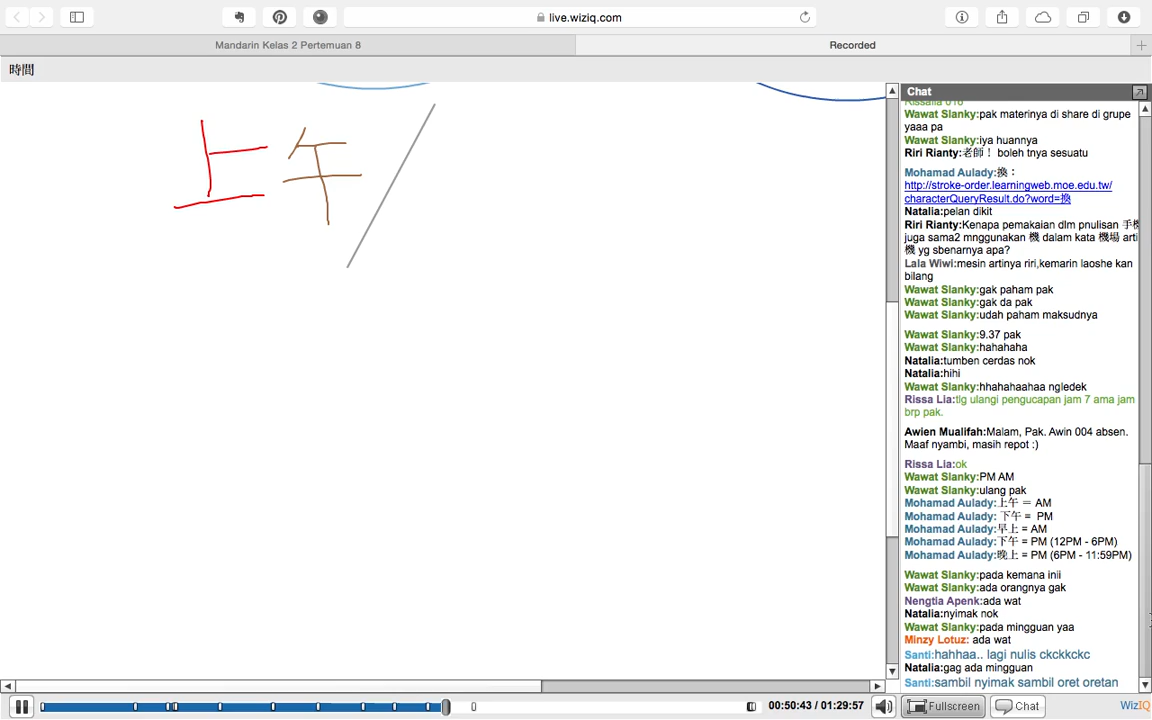 live.wiziq.com
Mandarin Kelas 2 Pertemuan 8
Recorded
時間
上午
Chat
Rissalia 016
Wawat Slanky:pak materinya di share di grupe
yaaa pa
Wawat Slanky:iya huannya
Riri Rianty:老師！ boleh tnya sesuatu
Mohamad Aulady:換：
http://stroke-order.learningweb.moe.edu.tw/
characterQueryResult.do?word=換
Natalia:pelan dikit
Riri Rianty:Kenapa pemakaian dlm pnulisan 手機
juga sama2 mnggunakan 機 dalam kata 機場 arti
機 yg sbenarnya apa?
Lala Wiwi:mesin artinya riri,kemarin laoshe kan
bilang
Wawat Slanky:gak paham pak
Wawat Slanky:gak da pak
Wawat Slanky:udah paham maksudnya
Wawat Slanky:9.37 pak
Wawat Slanky:hahahaha
Natalia:tumben cerdas nok
Natalia:hihi
Wawat Slanky:hhahahaahaa ngledek
Rissa Lia:tlg ulangi pengucapan jam 7 ama jam
brp pak.
Awien Mualifah:Malam, Pak. Awin 004 absen.
Maaf nyambi, masih repot :)
Rissa Lia:ok
Wawat Slanky:PM AM
Wawat Slanky:ulang pak
Mohamad Aulady:上午 = AM
Mohamad Aulady: 下午 = PM
Mohamad Aulady:早上 = AM
Mohamad Aulady:下午 = PM (12PM - 6PM)
Mohamad Aulady:晚上 = PM (6PM - 11:59PM)
Wawat Slanky:pada kemana inii
Wawat Slanky:ada orangnya gak
Nengtia Apenk:ada wat
Natalia:nyimak nok
Wawat Slanky:pada mingguan yaa
Minzy Lotuz: ada wat
Santi:hahhaa.. lagi nulis ckckkckc
Natalia:gag ada mingguan
Santi:sambil nyimak sambil oret oretan
00:50:43 / 01:29:57
Fullscreen
Chat
WizIQ